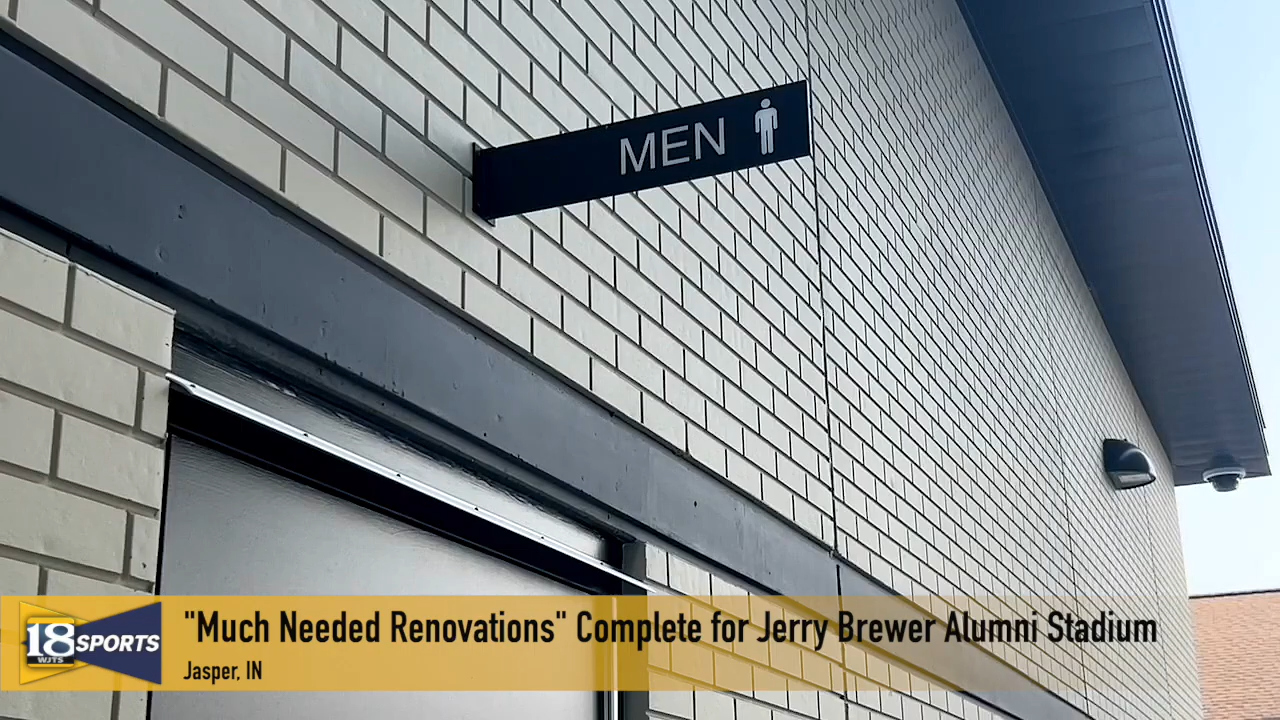 MEN
"Much Needed Renovations" Complete for Jerry Brewer Alumni Stadium
18 SPORTS
WJTS
Jasper, IN